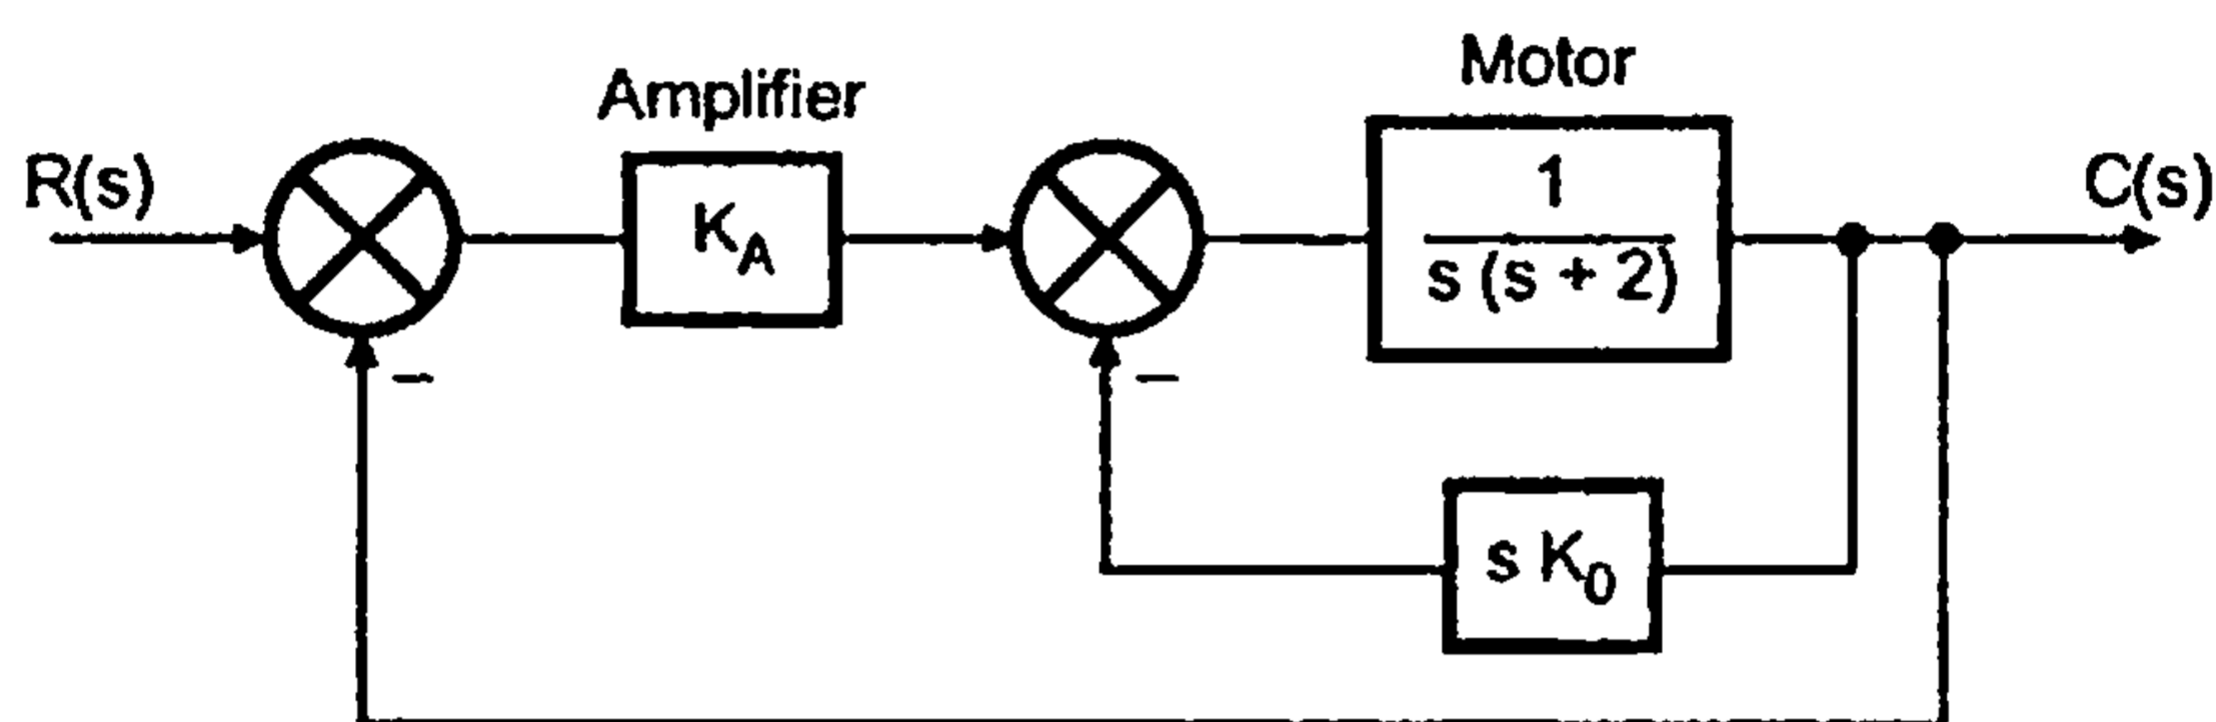 Motor
Amplifier
R(s)
K_A
1
s (s + 2)
C(s)
−
−
s K_0